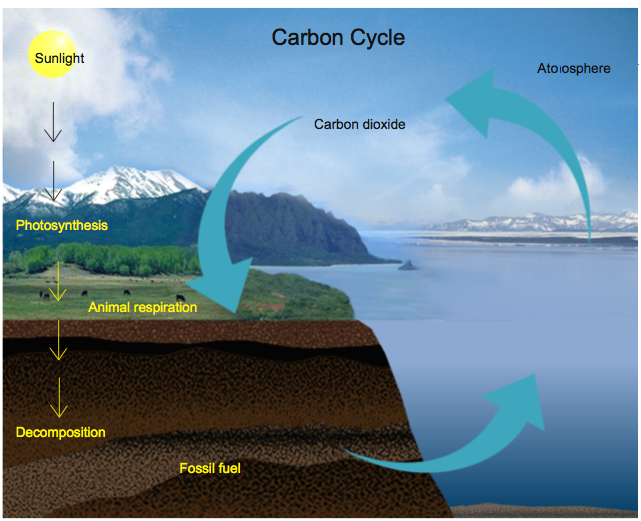 Carbon Cycle
Sunlight
Atoıosphere
Carbon dioxide
Photosynthesis
Animal respiration
Decomposition
Fossil fuel